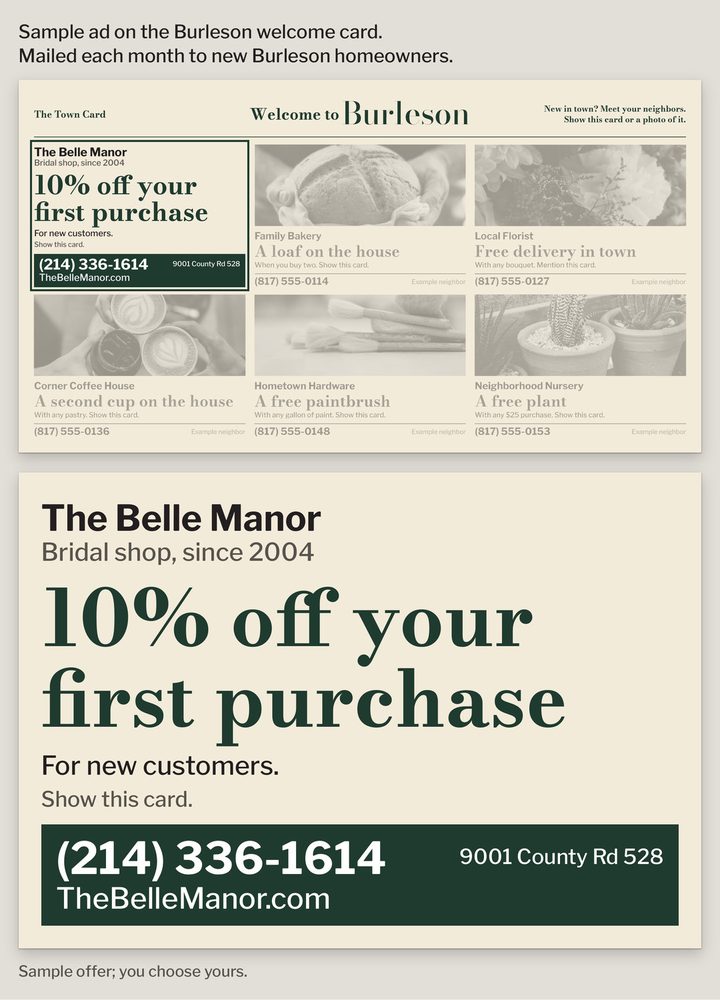 Sample ad on the Burleson welcome card.
Mailed each month to new Burleson homeowners.
The Town Card
Welcome to Burleson
New in town? Meet your neighbors.
Show this card or a photo of it.
The Belle Manor
Bridal shop, since 2004
10% off your
first purchase
For new customers.
Show this card.
(214) 336-1614
9001 County Rd 528
TheBelleManor.com
Family Bakery
A loaf on the house
When you buy two. Show this card.
(817) 555-0114
Example neighbor
Local Florist
Free delivery in town
With any bouquet. Mention this card.
(817) 555-0127
Example neighbor
Corner Coffee House
A second cup on the house
With any pastry. Show this card.
(817) 555-0136
Example neighbor
Hometown Hardware
A free paintbrush
With any gallon of paint. Show this card.
(817) 555-0148
Example neighbor
Neighborhood Nursery
A free plant
With any $25 purchase. Show this card.
(817) 555-0153
Example neighbor
The Belle Manor
Bridal shop, since 2004
10% off your
first purchase
For new customers.
Show this card.
(214) 336-1614
9001 County Rd 528
TheBelleManor.com
Sample offer; you choose yours.